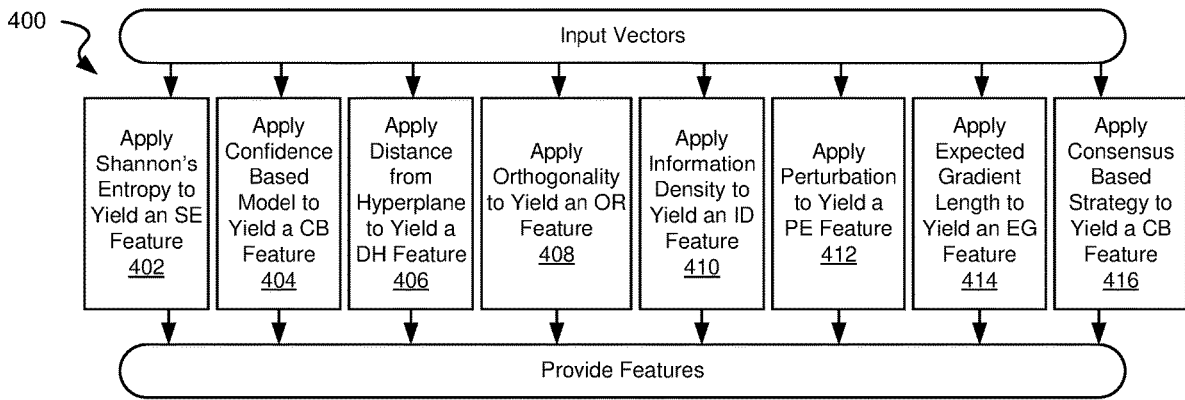 400
Input Vectors
Apply
Shannon's
Entropy to
Yield an SE
Feature
402
Apply
Confidence
Based
Model to
Yield a CB
Feature
404
Apply
Distance
from
Hyperplane
to Yield a
DH Feature
406
Apply
Orthogonality
to Yield an OR
Feature
408
Apply
Information
Density to
Yield an ID
Feature
410
Apply
Perturbation
to Yield a
PE Feature
412
Apply
Expected
Gradient
Length to
Yield an EG
Feature
414
Apply
Consensus
Based
Strategy to
Yield a CB
Feature
416
Provide Features